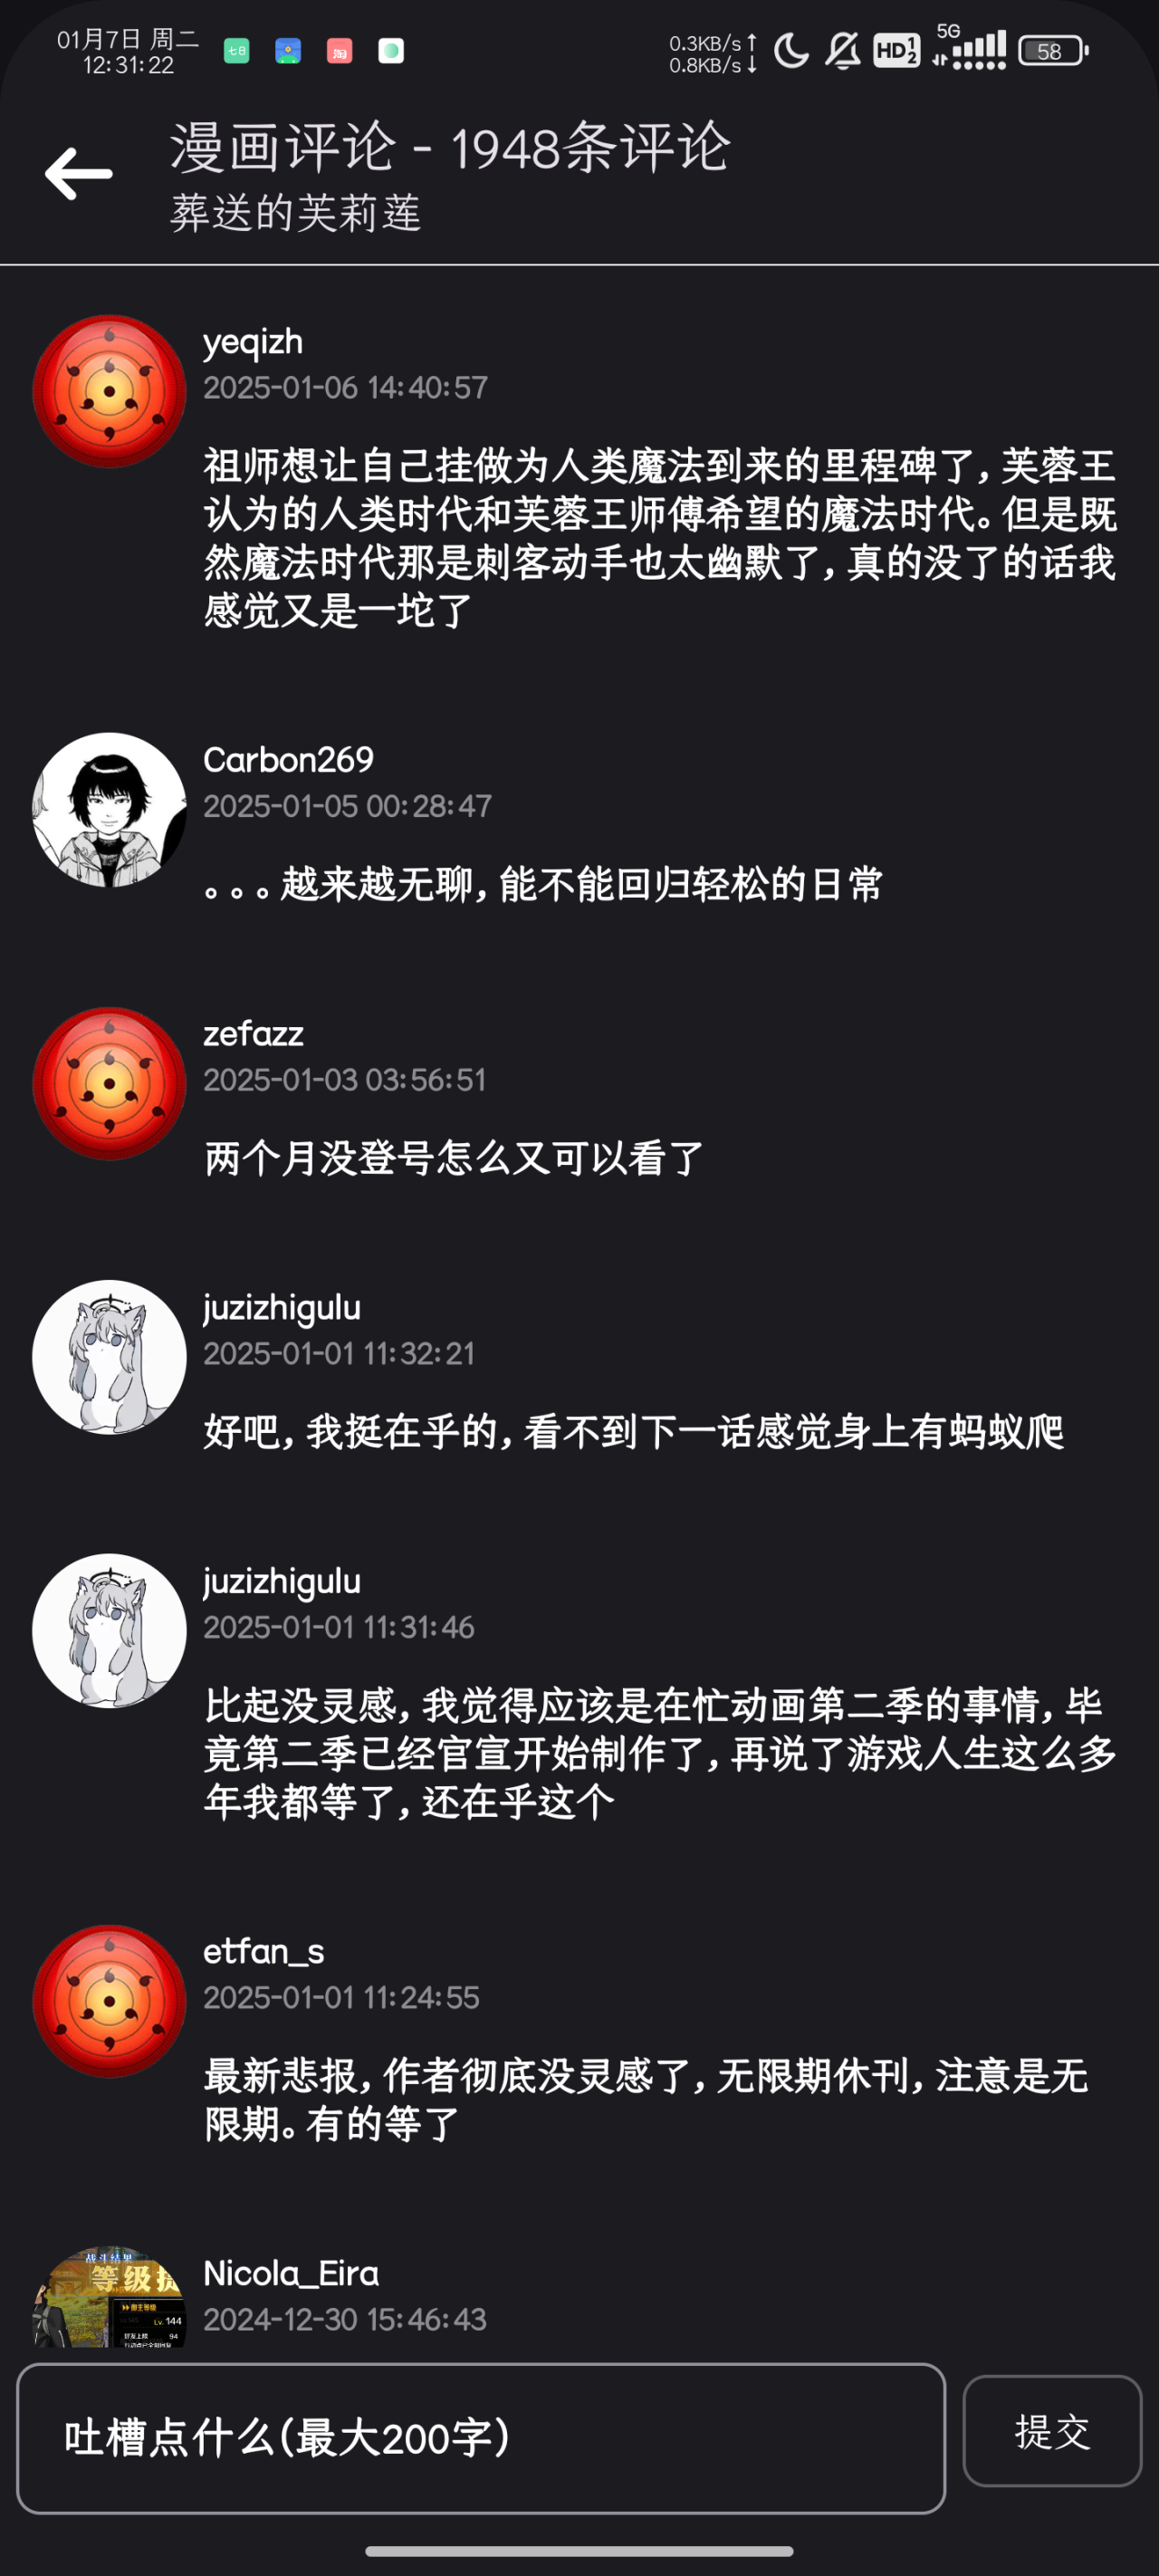 01月7日 周二
12:31:22
七日
淘
0.3KB/s↑
0.8KB/s↓
HD 1 2
5G
58
漫画评论 - 1948条评论
葬送的芙莉莲
yeqizh
2025-01-06 14:40:57
祖师想让自己挂做为人类魔法到来的里程碑了，芙蓉王
认为的人类时代和芙蓉王师傅希望的魔法时代。但是既
然魔法时代那是刺客动手也太幽默了，真的没了的话我
感觉又是一坨了
Carbon269
2025-01-05 00:28:47
。。。越来越无聊，能不能回归轻松的日常
zefazz
2025-01-03 03:56:51
两个月没登号怎么又可以看了
juzizhigulu
2025-01-01 11:32:21
好吧，我挺在乎的，看不到下一话感觉身上有蚂蚁爬
juzizhigulu
2025-01-01 11:31:46
比起没灵感，我觉得应该是在忙动画第二季的事情，毕
竟第二季已经官宣开始制作了，再说了游戏人生这么多
年我都等了，还在乎这个
etfan_s
2025-01-01 11:24:55
最新悲报，作者彻底没灵感了，无限期休刊，注意是无
限期。有的等了
战斗结果
等级提
Lv. 144
94
Nicola_Eira
2024-12-30 15:46:43
吐槽点什么(最大200字)
提交